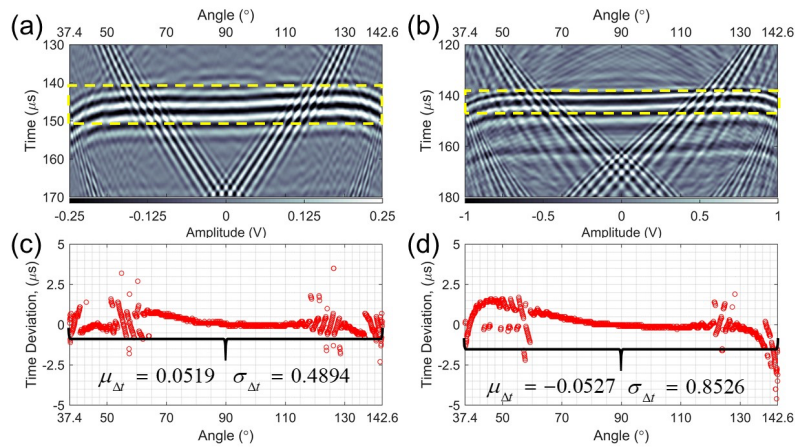 (a)
Angle (°)
37.4 50 70 90 110 130 142.6
130
140
150
160
170
Time (μs)
-0.25 -0.125 0 0.125 0.25
Amplitude (V)
(b)
Angle (°)
37.4 50 70 90 110 130 142.6
120
140
160
180
Time (μs)
-1 -0.5 0 0.5 1
Amplitude (V)
(c)
5
2.5
0
-2.5
-5
Time Deviation, (μs)
μΔt = 0.0519 σΔt = 0.4894
37.4 50 70 90 110 130 142.6
Angle (°)
(d)
5
2.5
0
-2.5
-5
Time Deviation, (μs)
μΔt = −0.0527 σΔt = 0.8526
37.4 50 70 90 110 130 142.6
Angle (°)